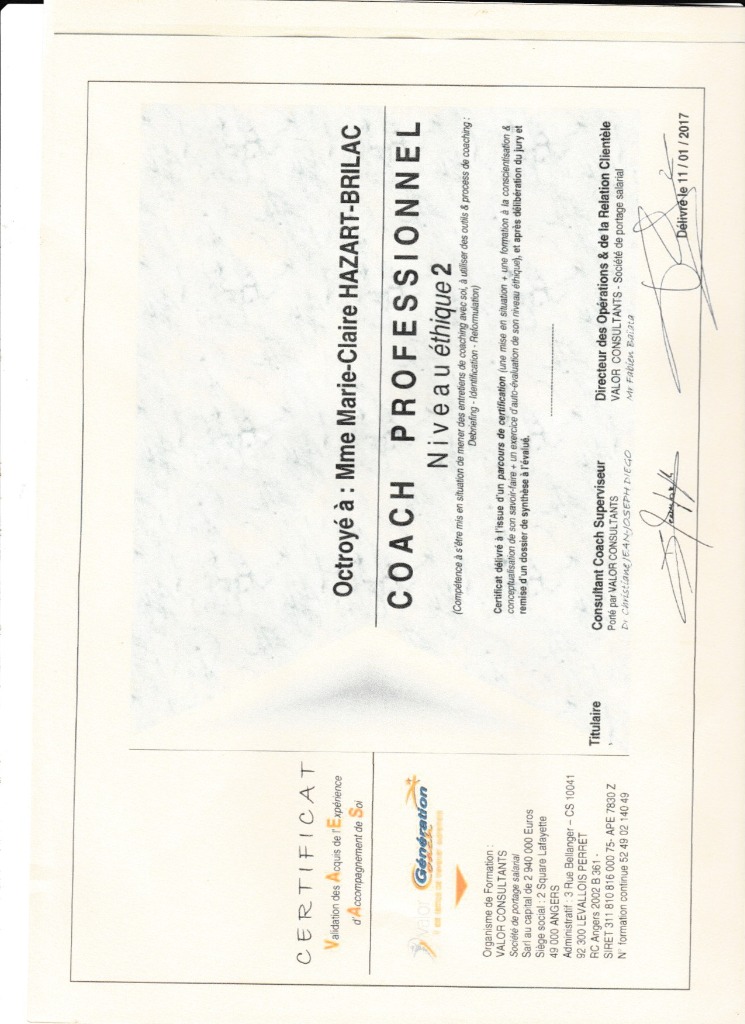 CERTIFICAT
Validation des Acquis de l'Expérience
d'Accompagnement de Soi
Valor
Génération
Organisme de Formation :
VALOR CONSULTANTS
Société de portage salarial
Sarl au capital de 2 940 000 Euros
Siège social : 2 Square Lafayette
49 000 ANGERS
Administratif : 3 Rue Bellanger – CS 10041
92 300 LEVALLOIS PERRET
RC Angers 2002 B 361 -
SIRET 311 810 816 000 75- APE 7830 Z
N° formation continue 52 49 02 140 49
Octroyé à : Mme Marie-Claire HAZART-BRILAC
COACH PROFESSIONNEL
Niveau éthique 2
(Compétence à s'être mis en situation de mener des entretiens de coaching avec soi, à utiliser des outils & process de coaching :
Debriefing - Identification - Reformulation)
Certificat délivré à l'issue d'un parcours de certification (une mise en situation + une formation à la conscientisation &
conceptualisation de son savoir-faire + un exercice d'auto-évaluation de son niveau éthique), et après délibération du jury et
remise d'un dossier de synthèse à l'évalué.
Titulaire
Consultant Coach Superviseur
Porté par VALOR CONSULTANTS
Dr Christiane JEAN-JOSEPH DIEGO
Directeur des Opérations & de la Relation Clientèle
VALOR CONSULTANTS - Société de portage salarial
Mr Fabien
Délivré le 11 / 01 / 2017